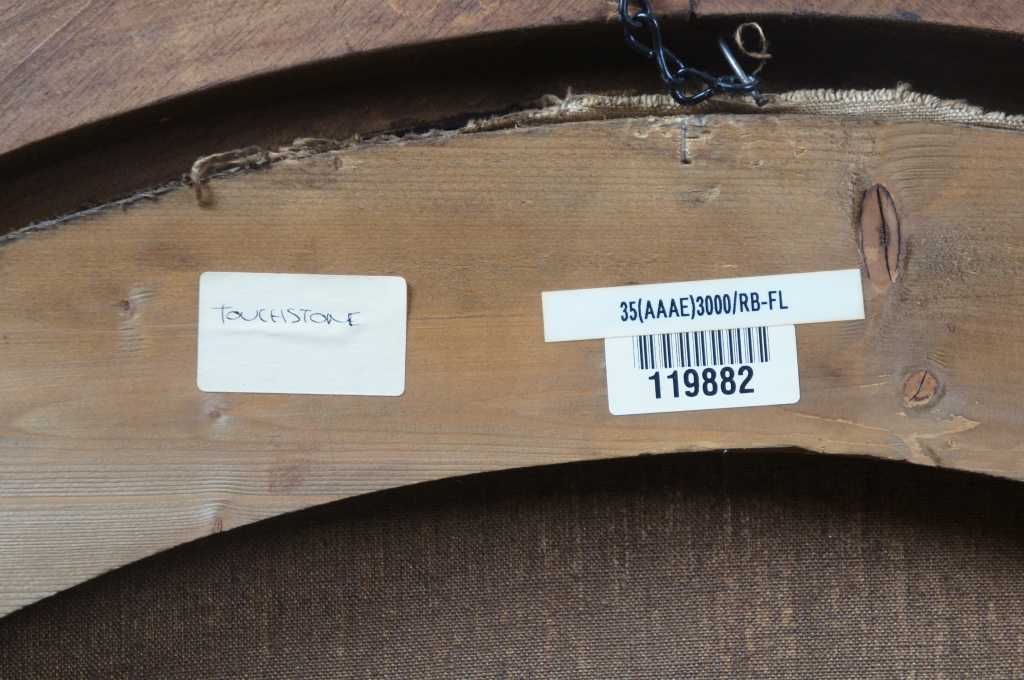 TOUCHSTONE
35(AAAE)3000/RB-FL
119882